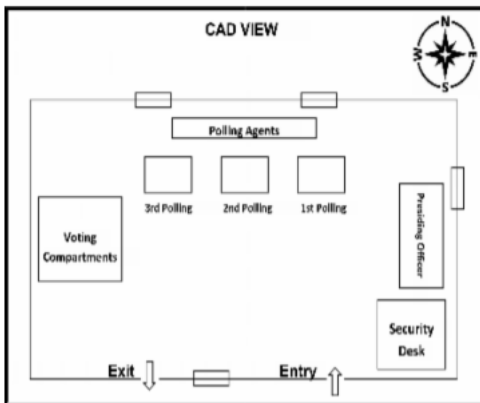 CAD VIEW
N
W
E
S
Polling Agents
3rd Polling
2nd Polling
1st Polling
Voting
Compartments
Presiding Officer
Security
Desk
Exit
Entry